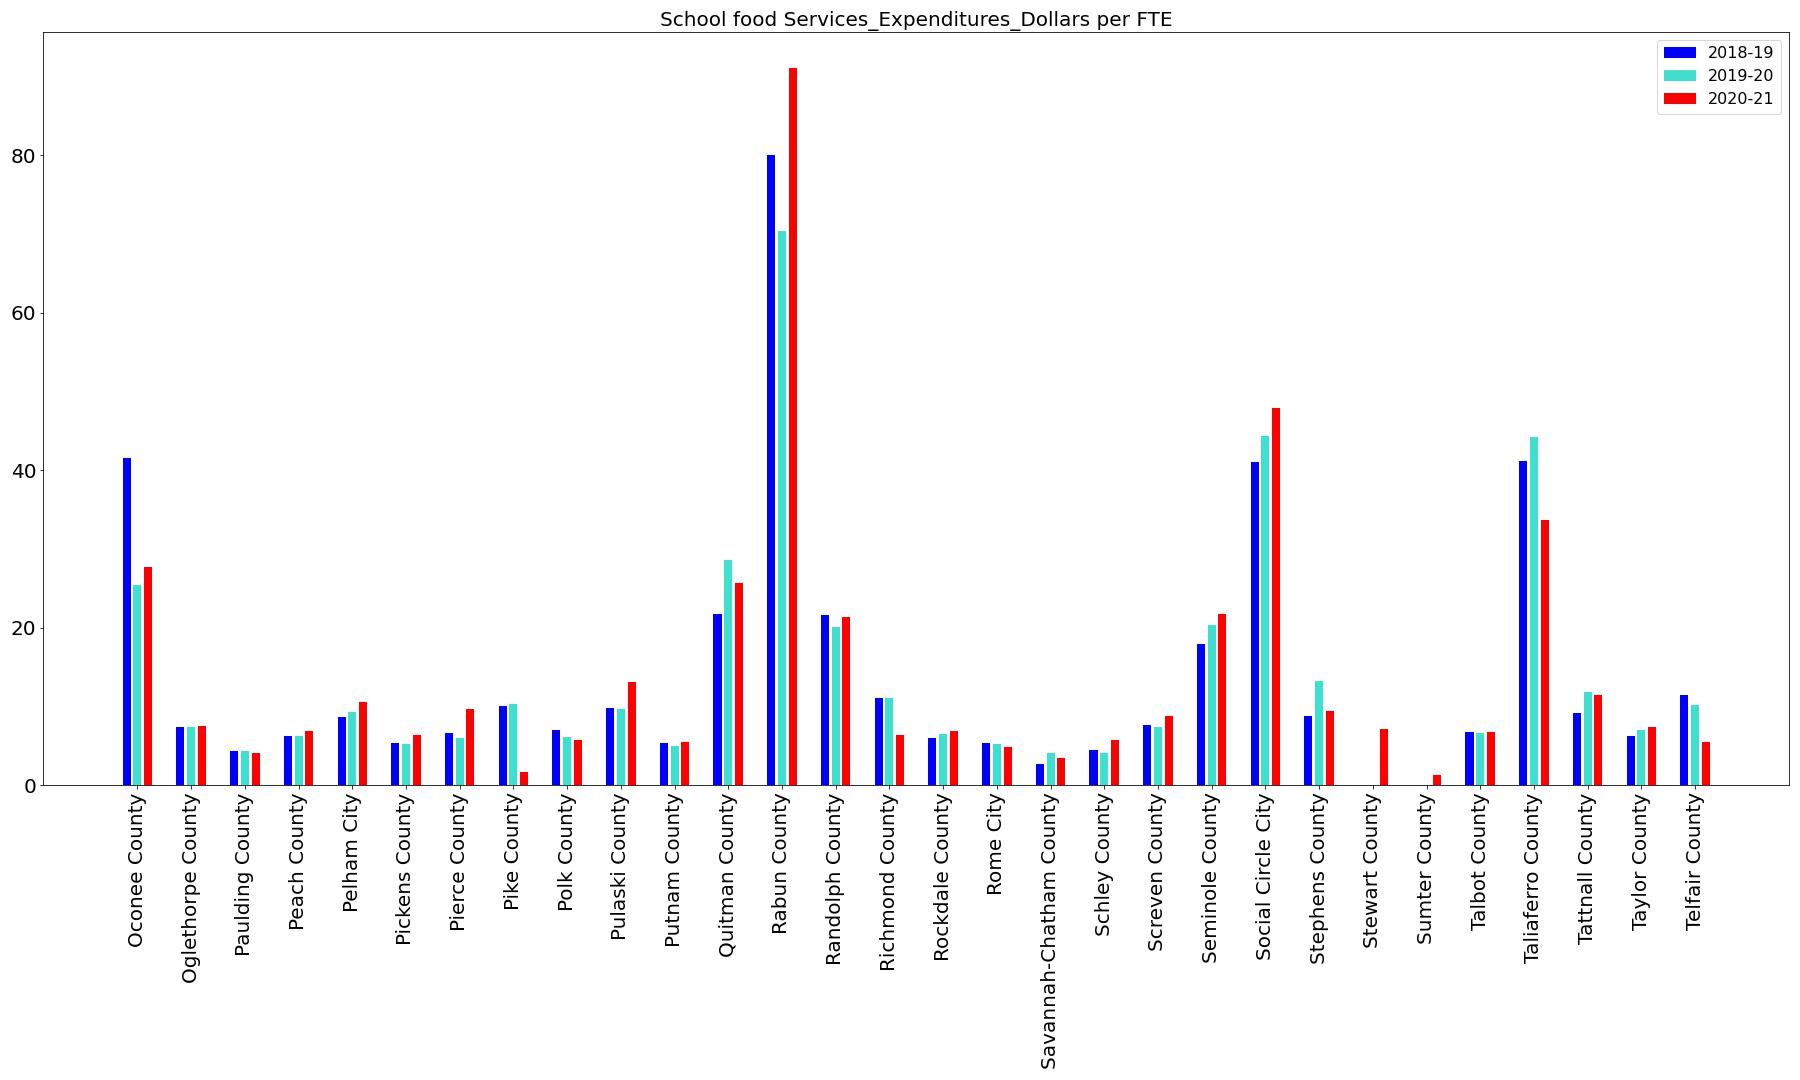 School food Services_Expenditures_Dollars per FTE
2018-19
2019-20
2020-21
80
60
40
20
0
Oconee County
Oglethorpe County
Paulding County
Peach County
Pelham City
Pickens County
Pierce County
Pike County
Polk County
Pulaski County
Putnam County
Quitman County
Rabun County
Randolph County
Richmond County
Rockdale County
Rome City
Savannah-Chatham County
Schley County
Screven County
Seminole County
Social Circle City
Stephens County
Stewart County
Sumter County
Talbot County
Taliaferro County
Tattnall County
Taylor County
Telfair County